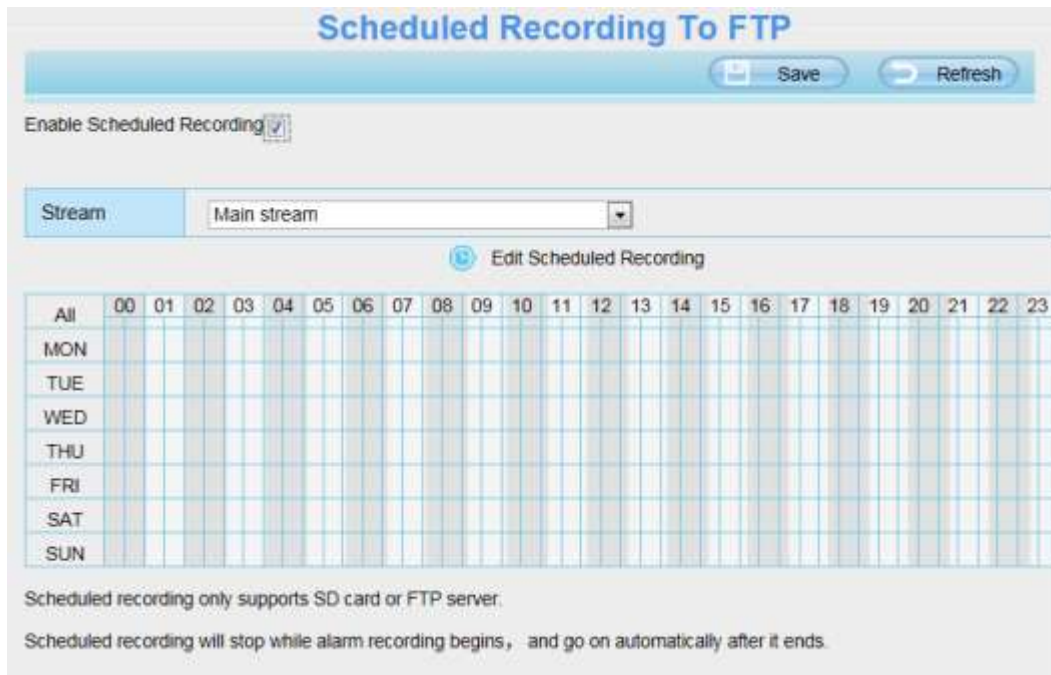 Scheduled Recording To FTP
Save Refresh
Enable Scheduled Recording
Stream Main stream
Edit Scheduled Recording
All 00 01 02 03 04 05 06 07 08 09 10 11 12 13 14 15 16 17 18 19 20 21 22 23
MON
TUE
WED
THU
FRI
SAT
SUN
Scheduled recording only supports SD card or FTP server.
Scheduled recording will stop while alarm recording begins， and go on automatically after it ends.